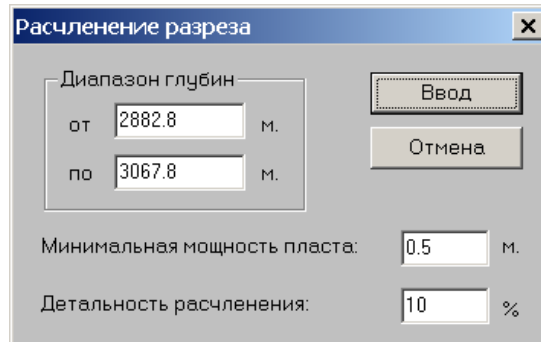 Расчленение разреза
Диапазон глубин
от 2882.8 м.
по 3067.8 м.
Ввод
Отмена
Минимальная мощность пласта: 0.5 м.
Детальность расчленения: 10 %